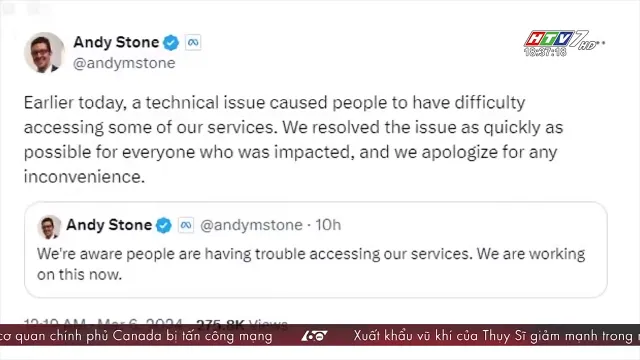 Andy Stone
@andymstone
HTV7 HD
18:37:18
Earlier today, a technical issue caused people to have difficulty
accessing some of our services. We resolved the issue as quickly as
possible for everyone who was impacted, and we apologize for any
inconvenience.
Andy Stone @andymstone · 10h
We're aware people are having trouble accessing our services. We are working
on this now.
12:19 AM · Mar 6, 2024 · 275.8K Views
cơ quan chính phủ Canada bị tấn công mạng 60 Xuất khẩu vũ khí của Thụy Sĩ giảm mạnh trong